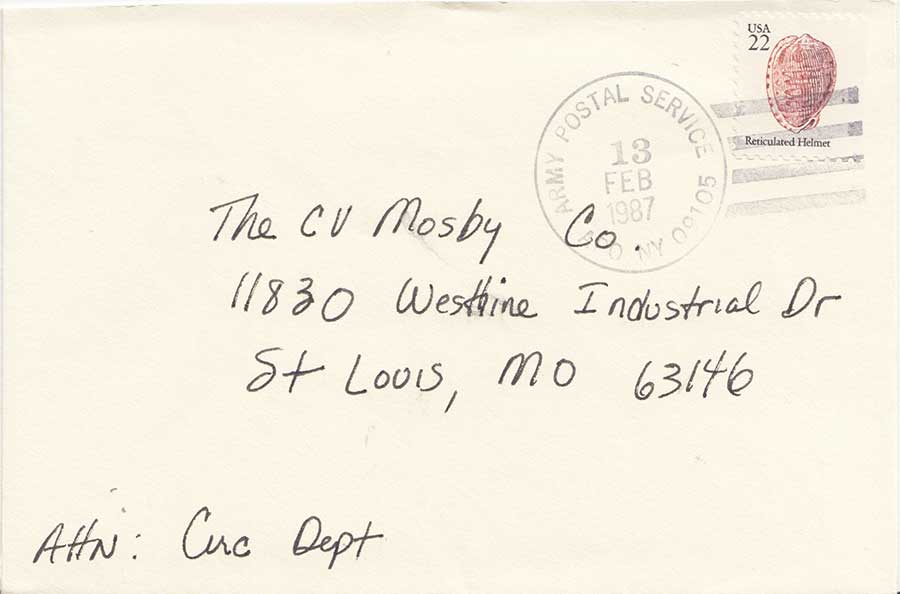 USA
22
Reticulated Helmet
ARMY POSTAL SERVICE
13
FEB
1987
APO NY 09105
The CV Mosby Co.
11830 Westline Industrial Dr
St Louis, MO 63146
Attn: Circ Dept